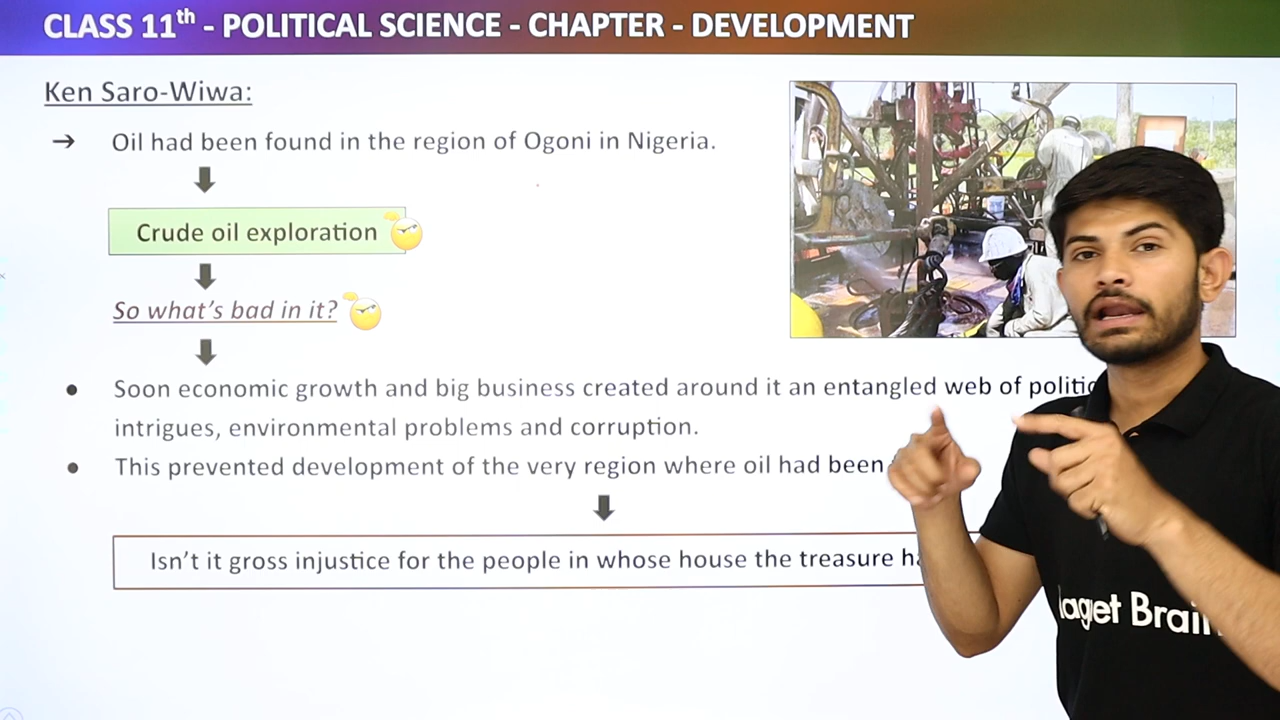 CLASS 11th - POLITICAL SCIENCE - CHAPTER - DEVELOPMENT
Ken Saro-Wiwa:
→ Oil had been found in the region of Ogoni in Nigeria.
Crude oil exploration
So what's bad in it?
● Soon economic growth and big business created around it an entangled web of
intrigues, environmental problems and corruption.
● This prevented development of the very region where oil had been
Isn't it gross injustice for the people in whose house the treasure